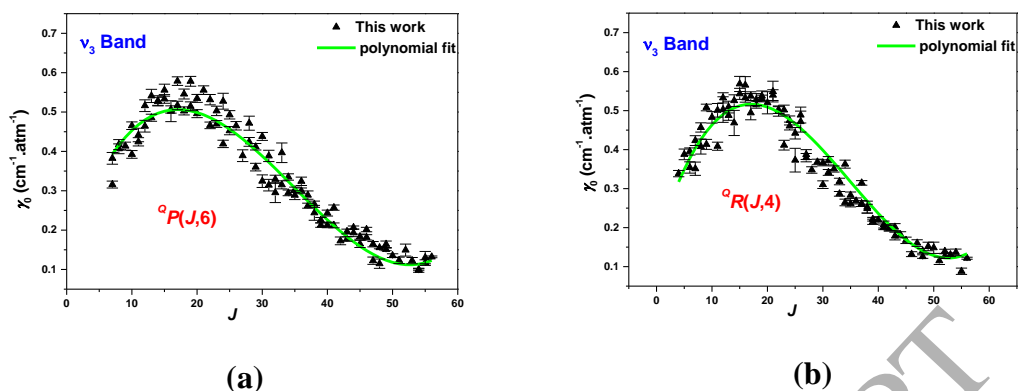 0.7
0.6
0.5
0.4
0.3
0.2
0.1
γ₀ (cm⁻¹.atm⁻¹)
ν₃ Band
This work
polynomial fit
ᵠP(J,6)
0 10 20 30 40 50 60
J
(a)
0.7
0.6
0.5
0.4
0.3
0.2
0.1
γ₀ (cm⁻¹.atm⁻¹)
ν₃ Band
This work
polynomial fit
ᵠR(J,4)
0 10 20 30 40 50 60
J
(b)
PT